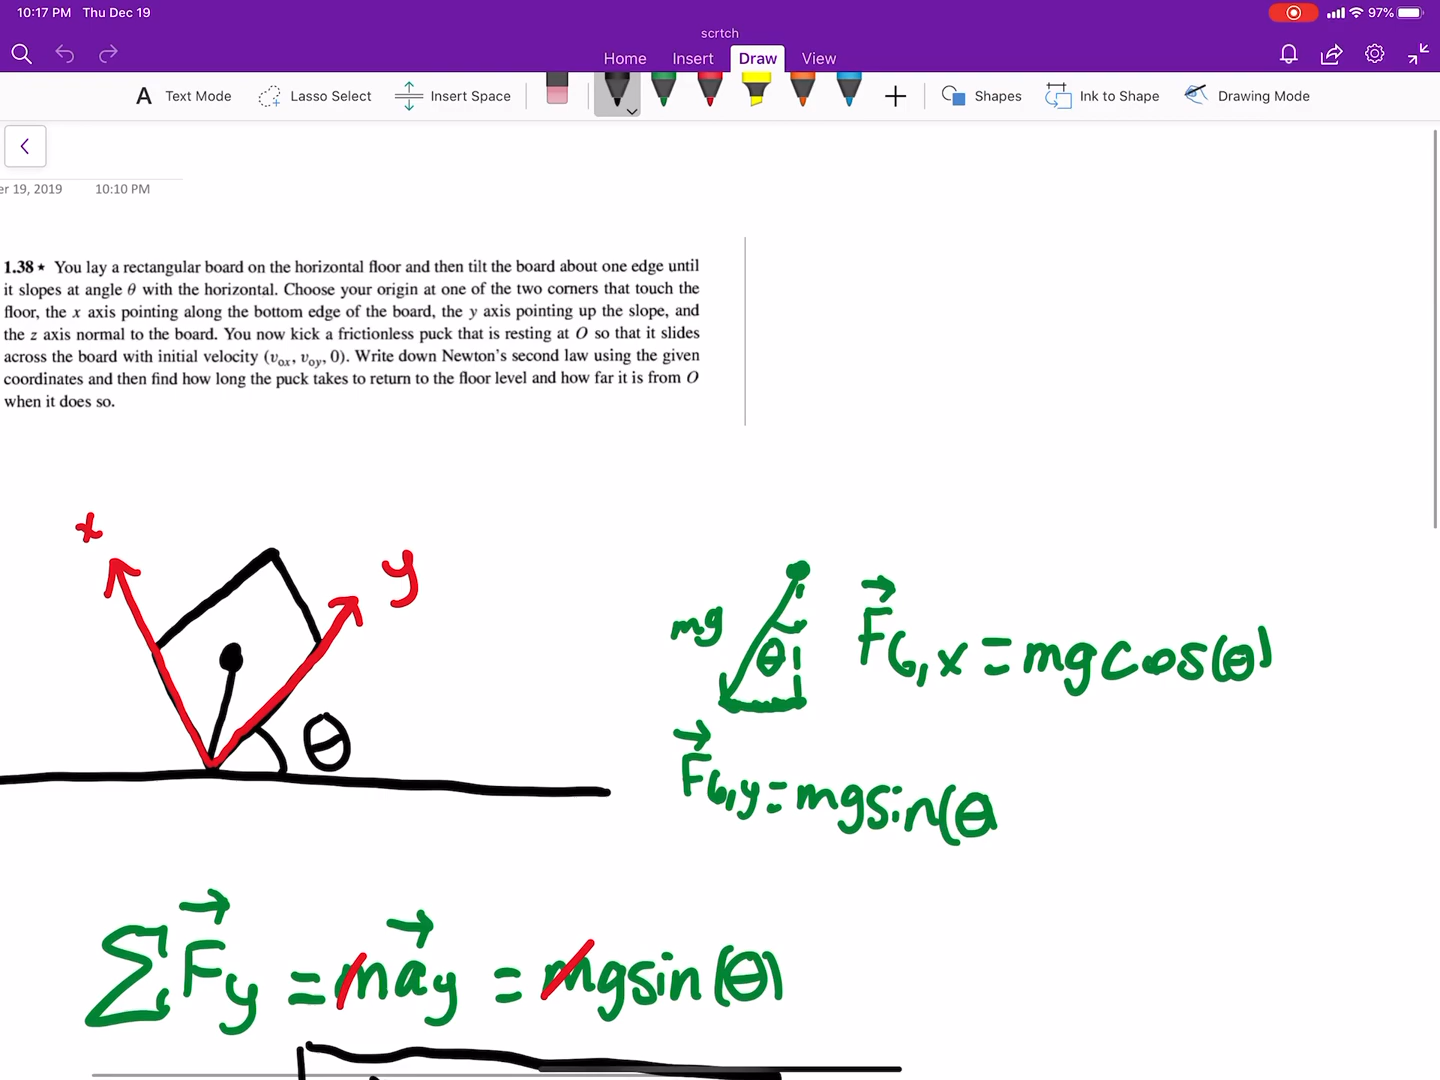 10:17 PM Thu Dec 19
97%
scrtch
Home Insert Draw View
A Text Mode Lasso Select Insert Space Shapes Ink to Shape Drawing Mode
er 19, 2019 10:10 PM
1.38 ⋆ You lay a rectangular board on the horizontal floor and then tilt the board about one edge until
it slopes at angle θ with the horizontal. Choose your origin at one of the two corners that touch the
floor, the x axis pointing along the bottom edge of the board, the y axis pointing up the slope, and
the z axis normal to the board. You now kick a frictionless puck that is resting at O so that it slides
across the board with initial velocity (vox, voy, 0). Write down Newton's second law using the given
coordinates and then find how long the puck takes to return to the floor level and how far it is from O
when it does so.
x
y
θ
mg
θ
F⃗G,x = mgcos(θ)
F⃗G,y = mgsin(θ
ΣF⃗y = ma⃗y = mgsin(θ)